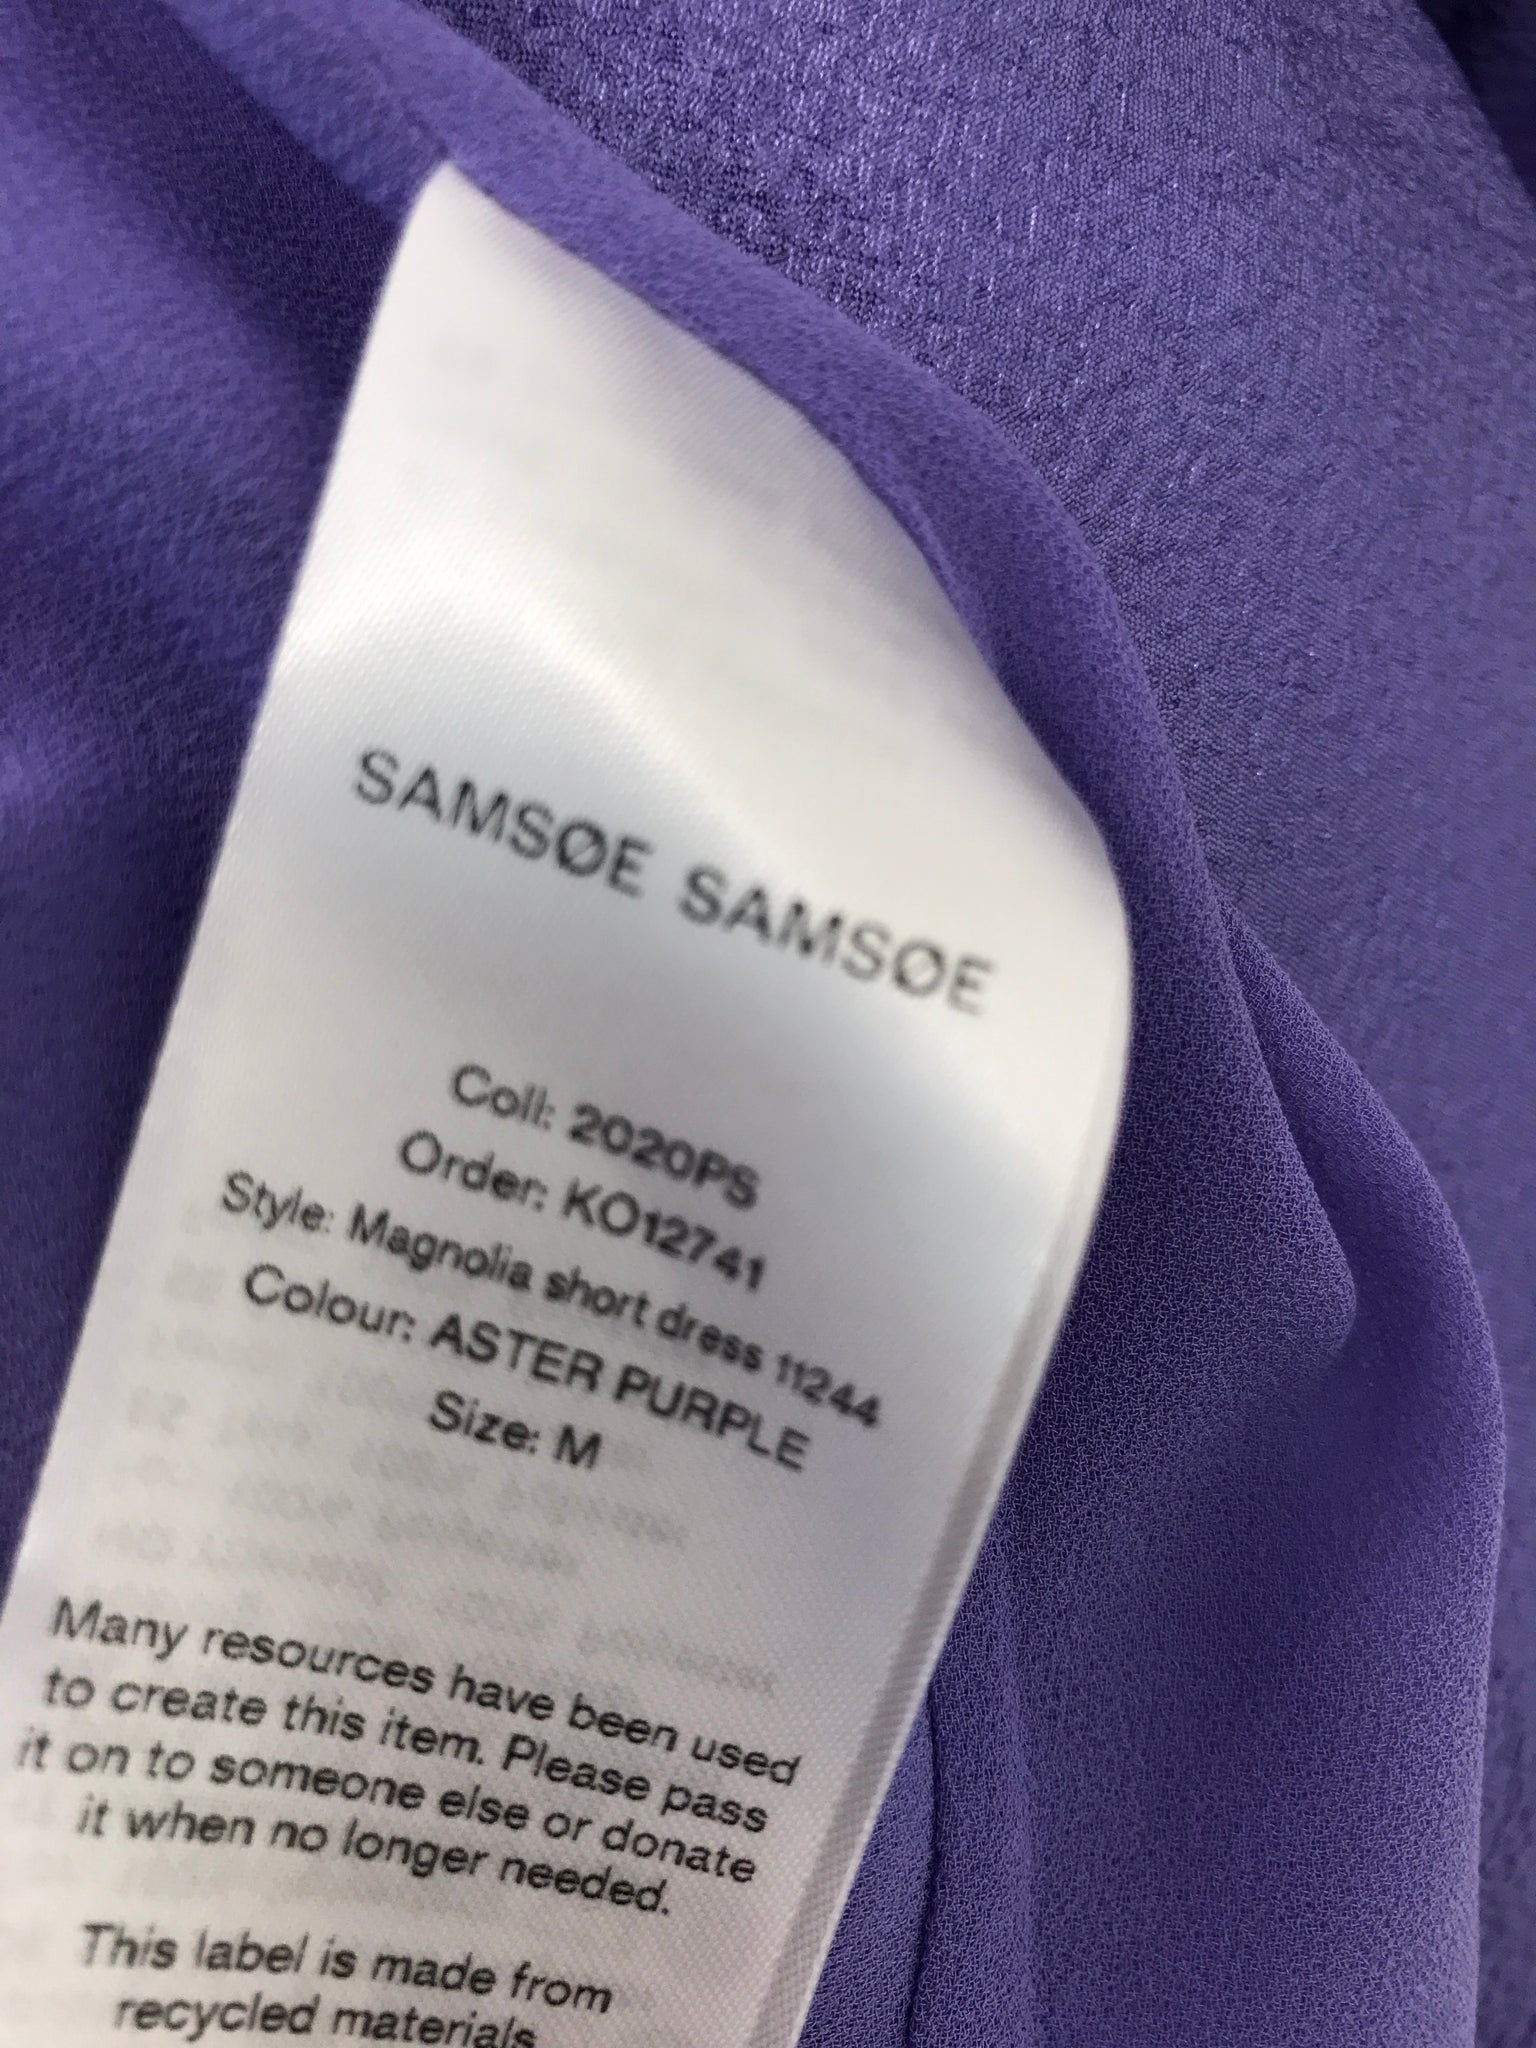 SAMSØE SAMSØE
Coll: 2020PS
Order: KO12741
Style: Magnolia short dress 11244
Colour: ASTER PURPLE
Size: M
Many resources have been used
to create this item. Please pass
it on to someone else or donate
it when no longer needed.
This label is made from
recycled materials